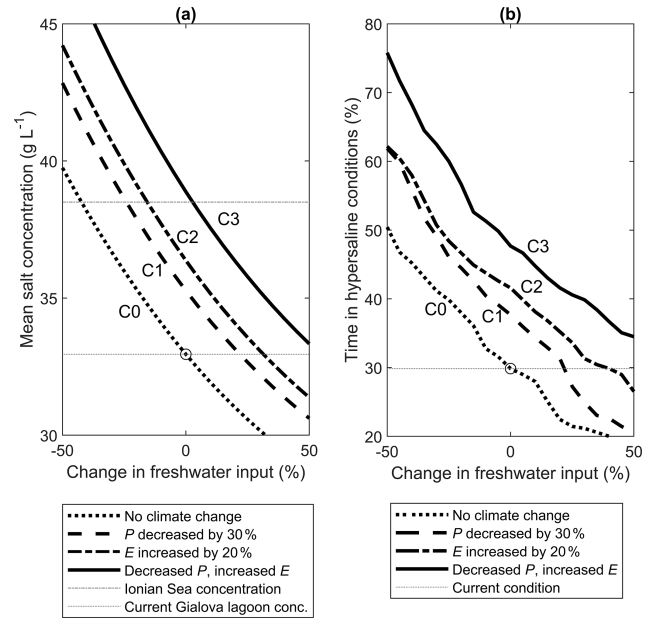 (a)
45
40
35
30
-50
0
50
Mean salt concentration (g L⁻¹)
Change in freshwater input (%)
C0
C1
C2
C3
No climate change
P decreased by 30 %
E increased by 20 %
Decreased P, increased E
Ionian Sea concentration
Current Gialova lagoon conc.
(b)
80
70
60
50
40
30
20
-50
0
50
Time in hypersaline conditions (%)
Change in freshwater input (%)
C0
C1
C2
C3
No climate change
P decreased by 30 %
E increased by 20 %
Decreased P, increased E
Current condition